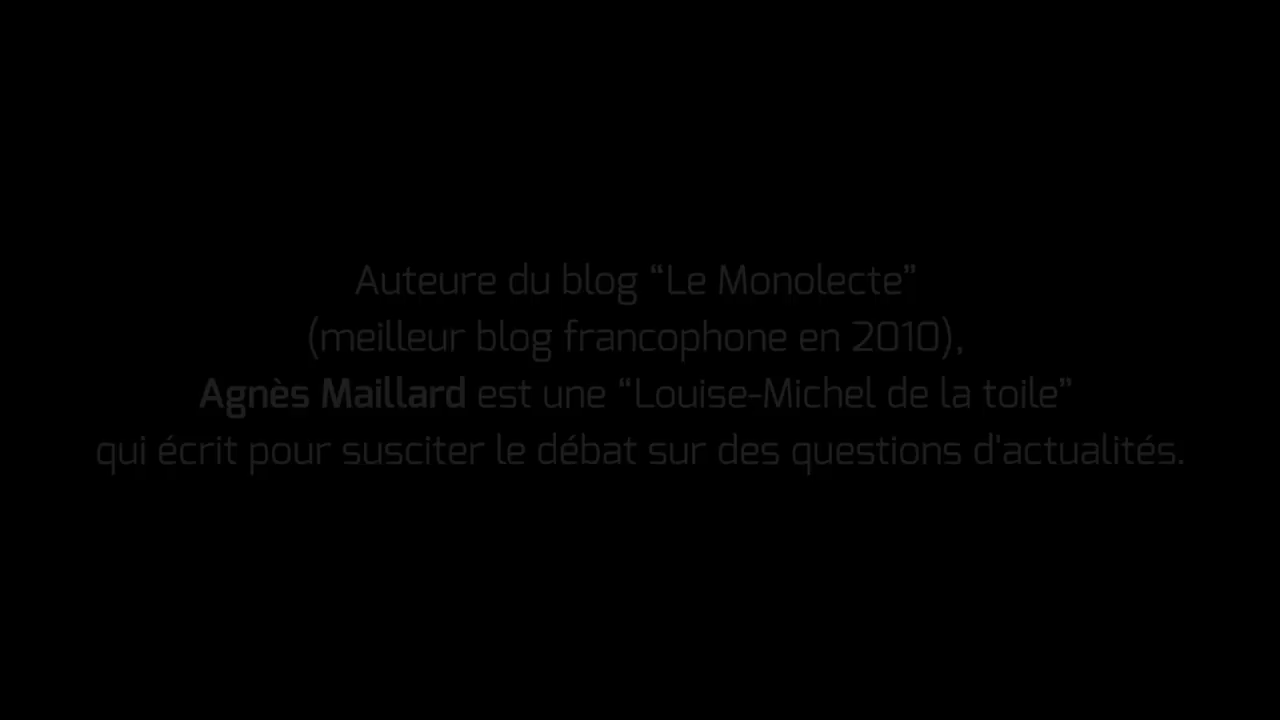 Auteure du blog “Le Monolecte”
(meilleur blog francophone en 2010),
Agnès Maillard est une “Louise-Michel de la toile”
qui écrit pour susciter le débat sur des questions d'actualités.